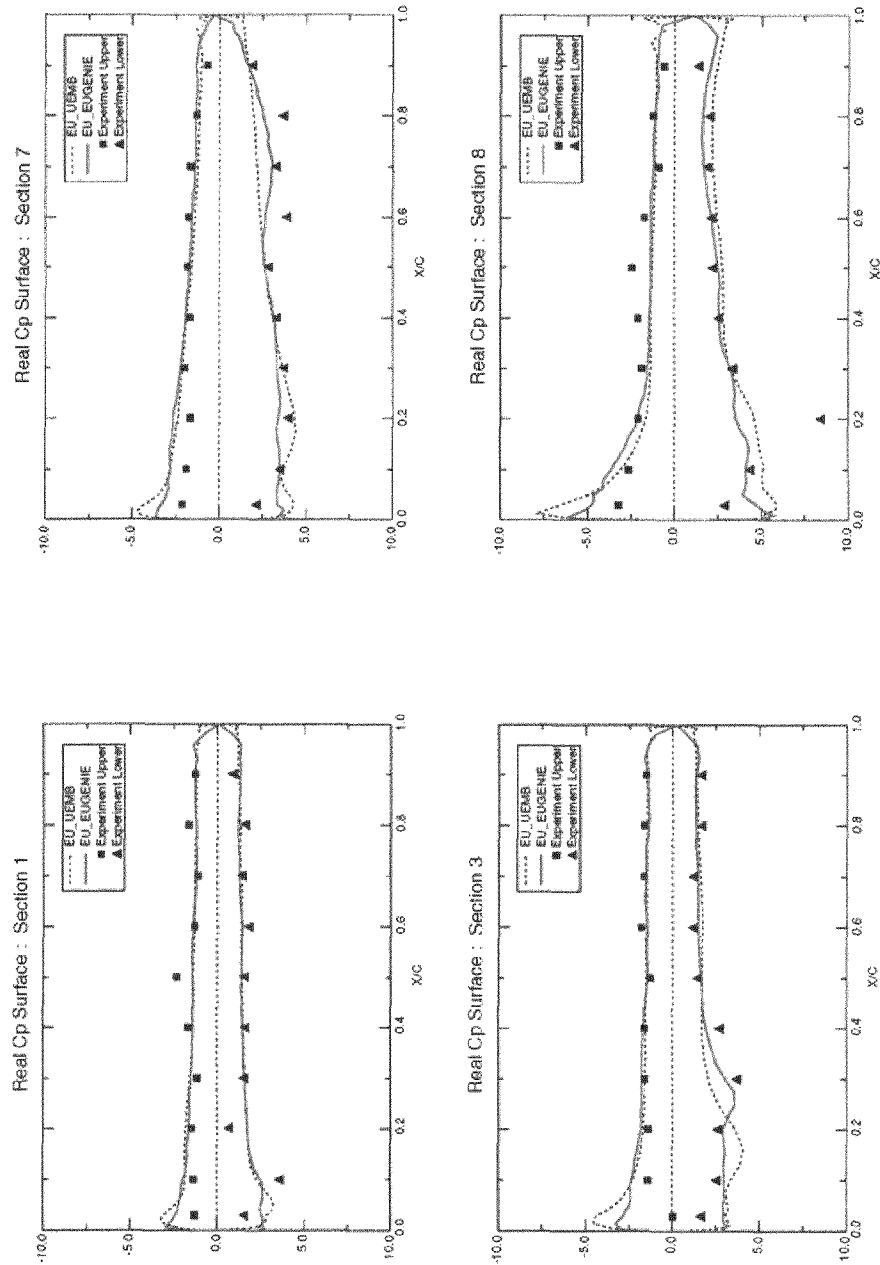 Real Cp Surface : Section 1
-10.0
-5.0
0.0
5.0
10.0
0.0
0.2
0.4
0.6
0.8
1.0
X/C
EU_UEMB
EU_EUGENIE
Experiment Upper
Experiment Lower
Real Cp Surface : Section 7
-10.0
-5.0
0.0
5.0
10.0
0.0
0.2
0.4
0.6
0.8
1.0
X/C
EU_UEMB
EU_EUGENIE
Experiment Upper
Experiment Lower
Real Cp Surface : Section 3
-10.0
-5.0
0.0
5.0
10.0
0.0
0.2
0.4
0.6
0.8
1.0
X/C
EU_UEMB
EU_EUGENIE
Experiment Upper
Experiment Lower
Real Cp Surface : Section 8
-10.0
-5.0
0.0
5.0
10.0
0.0
0.2
0.4
0.6
0.8
1.0
X/C
EU_UEMB
EU_EUGENIE
Experiment Upper
Experiment Lower